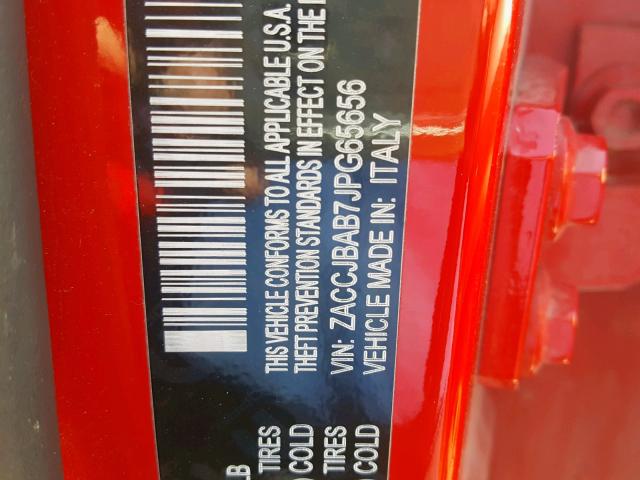 LB
TIRES
COLD
THIS VEHICLE CONFORMS TO ALL APPLICABLE U.S.A.
THEFT PREVENTION STANDARDS IN EFFECT ON THE
VIN: ZACCJBAB7JPG65656
VEHICLE MADE IN: ITALY
TIRES
COLD